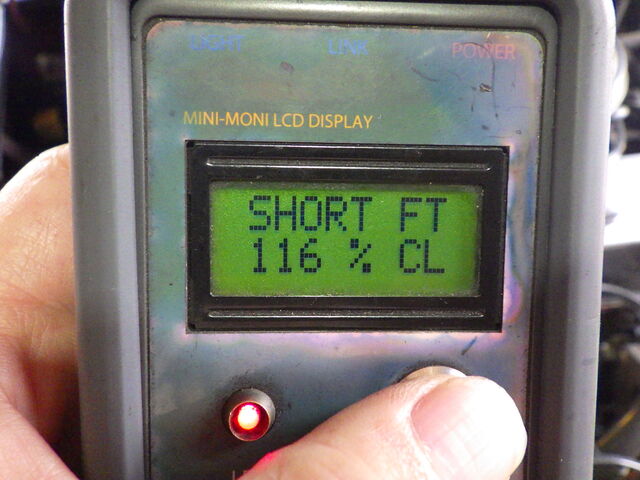 LIGHT LINK POWER
MINI-MONI LCD DISPLAY
SHORT FT
116 % CL